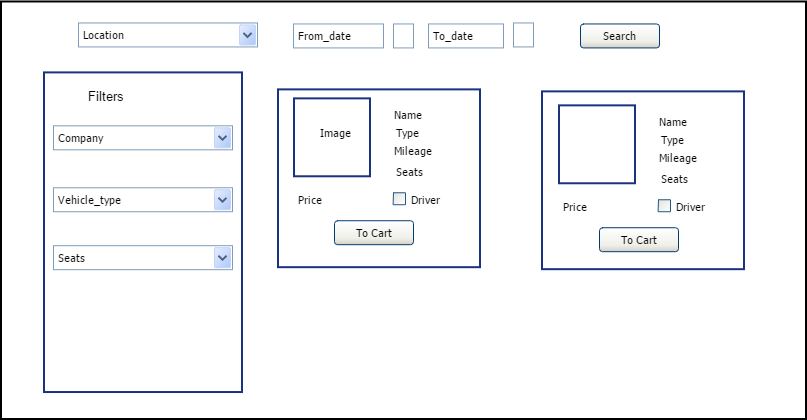 Location
From_date
To_date
Search
Filters
Company
Vehicle_type
Seats
Image
Name
Type
Mileage
Seats
Price
Driver
To Cart
Name
Type
Mileage
Seats
Price
Driver
To Cart